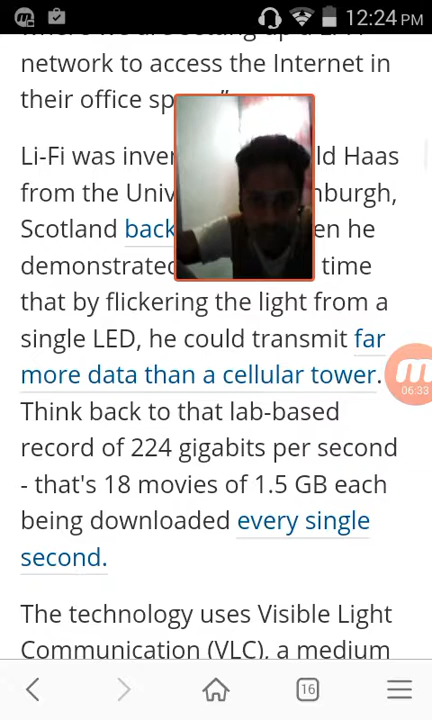 12:24 PM
network to access the Internet in
their office sp
Li-Fi was inver ld Haas
from the Univ nburgh,
Scotland back en he
demonstrated time
that by flickering the light from a
single LED, he could transmit far
more data than a cellular tower.
06:33
Think back to that lab-based
record of 224 gigabits per second
- that's 18 movies of 1.5 GB each
being downloaded every single
second.
The technology uses Visible Light
Communication (VLC), a medium
16